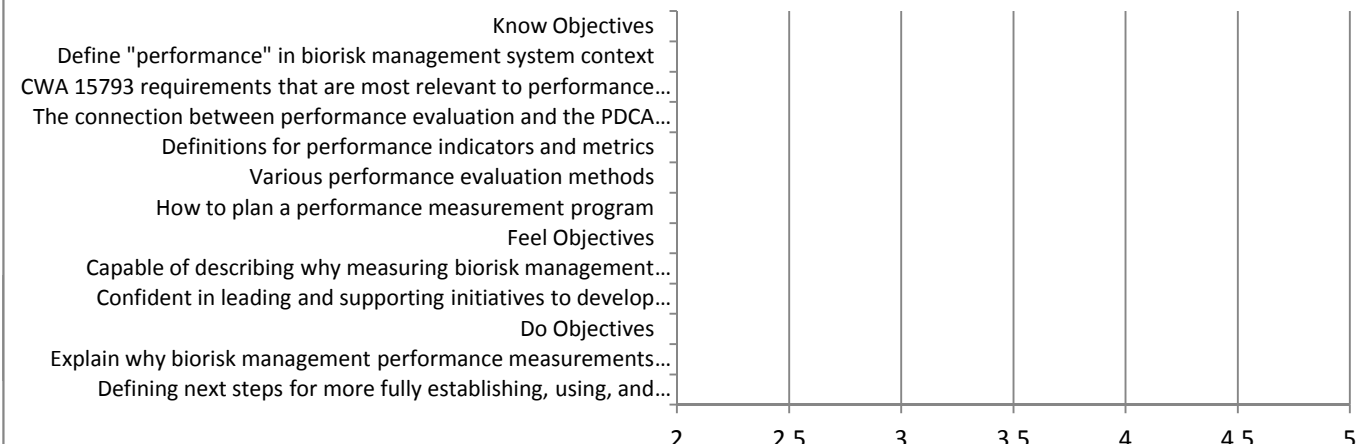 Know Objectives
Define "performance" in biorisk management system context
CWA 15793 requirements that are most relevant to performance…
The connection between performance evaluation and the PDCA…
Definitions for performance indicators and metrics
Various performance evaluation methods
How to plan a performance measurement program
Feel Objectives
Capable of describing why measuring biorisk management…
Confident in leading and supporting initiatives to develop…
Do Objectives
Explain why biorisk management performance measurements…
Defining next steps for more fully establishing, using, and…
2 2.5 3 3.5 4 4.5 5